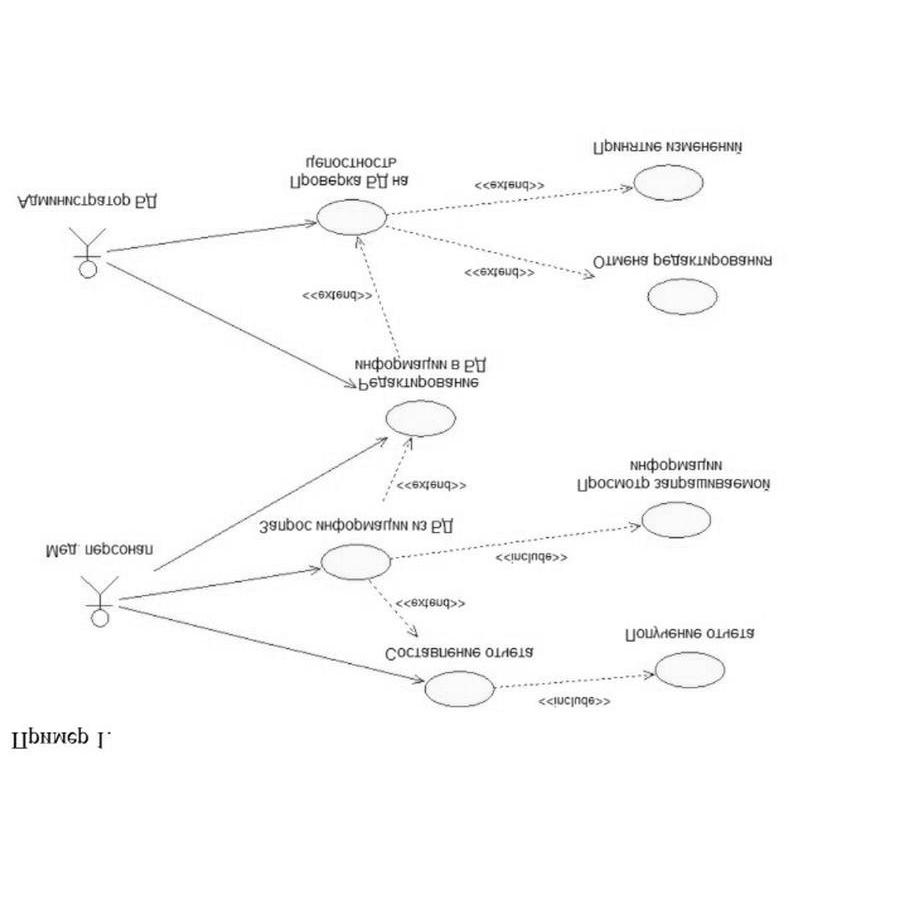 Пример 1.
<<include>>
Составление отчета
Получение отчета
<<extend>>
<<include>>
Мед. персонал
Запрос информации из БД
<<extend>>
Просмотр запрашиваемой
информации
Редактирование
информации в БД
<<extend>>
<<extend>>
Отмена редактирования
Администратор БД
Проверка БД на
целостность
<<extend>>
Принятие изменений